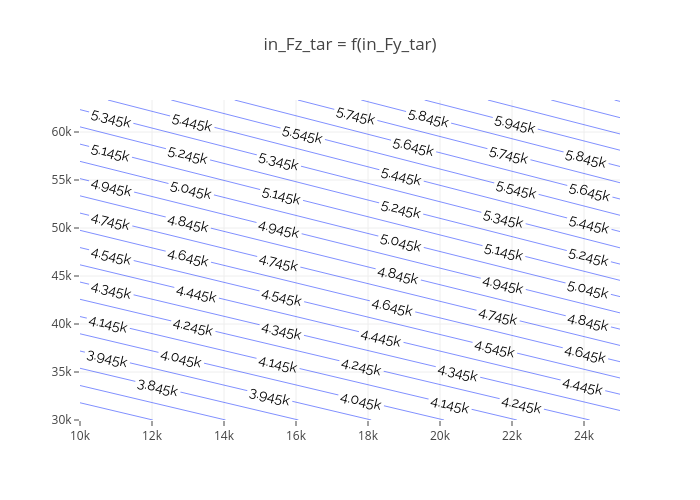 in_Fz_tar = f(in_Fy_tar)
5.745k 5.845k 5.945k
5.345k 5.445k 5.545k 5.645k 5.745k 5.845k
60k
5.145k 5.245k 5.345k 5.445k 5.545k 5.645k
55k
4.945k 5.045k 5.145k 5.245k 5.345k 5.445k
50k
4.745k 4.845k 4.945k 5.045k 5.145k 5.245k
45k
4.545k 4.645k 4.745k 4.845k 4.945k 5.045k
4.345k 4.445k 4.545k 4.645k 4.745k 4.845k
40k
4.145k 4.245k 4.345k 4.445k 4.545k 4.645k
35k
3.945k 4.045k 4.145k 4.245k 4.345k 4.445k
3.845k 3.945k 4.045k 4.145k 4.245k
30k
10k 12k 14k 16k 18k 20k 22k 24k